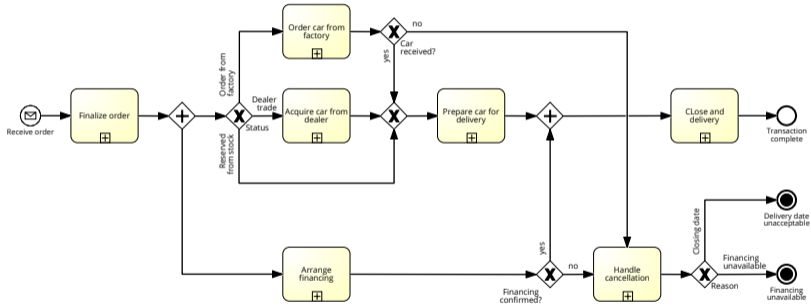 Order car from
factory
no
Car
received?
yes
Order from
factory
Dealer
trade
Finalize order
Acquire car from
dealer
Prepare car for
delivery
CLose and
delivery
Receive order
Status
Transaction
complete
Reserved
from stock
Closing date
Delivery date
unacceptable
yes
Arrange
financing
no
Handle
cancellation
Financing
unavailable
Financing
confirmed?
Reason
Financing
unavailable